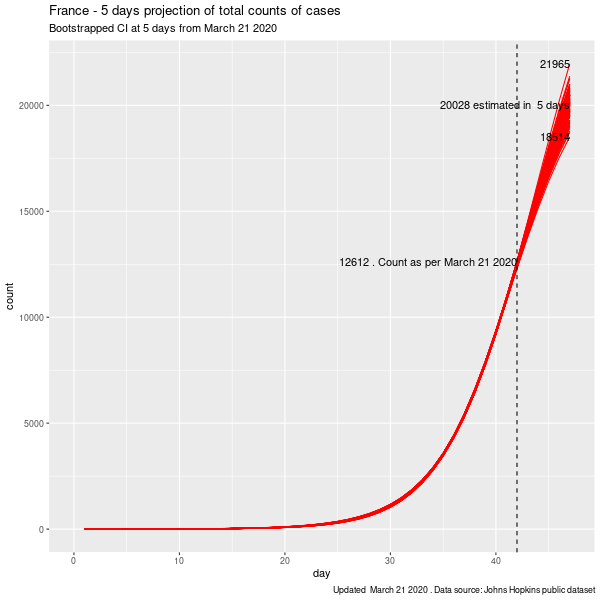 France - 5 days projection of total counts of cases
Bootstrapped CI at 5 days from March 21 2020
21965
20028 estimated in  5 days
18514
12612 . Count as per March 21 2020
20000
15000
10000
5000
0
count
0 10 20 30 40
day
Updated  March 21 2020 . Data source: Johns Hopkins public dataset